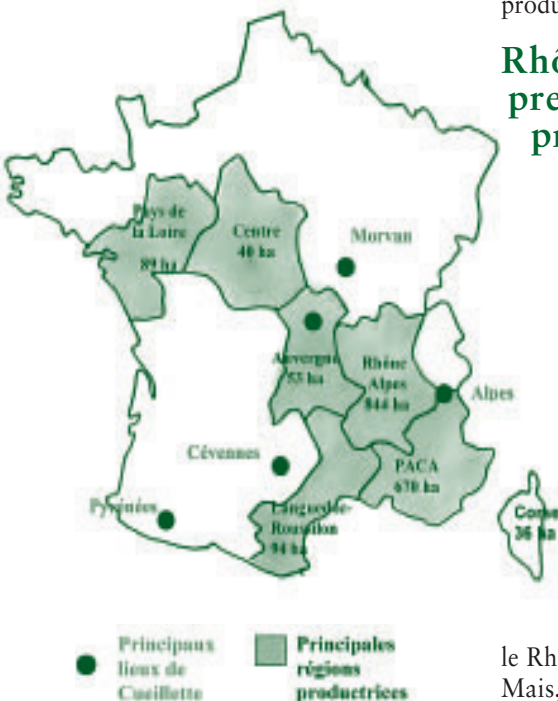 produ
Rhô
pre
pr
Pays de
la Loire
89 ha
Centre
40 ha
Morvan
Auvergne
53 ha
Rhône
Alpes
844 ha
Alpes
Cévennes
PACA
670 ha
Pyrénées
Languedoc-
Roussilon
94 ha
Corse
36 ha
Principaux
lieux de
Cueillette
Principales
régions
productrices
le Rh
Mais,